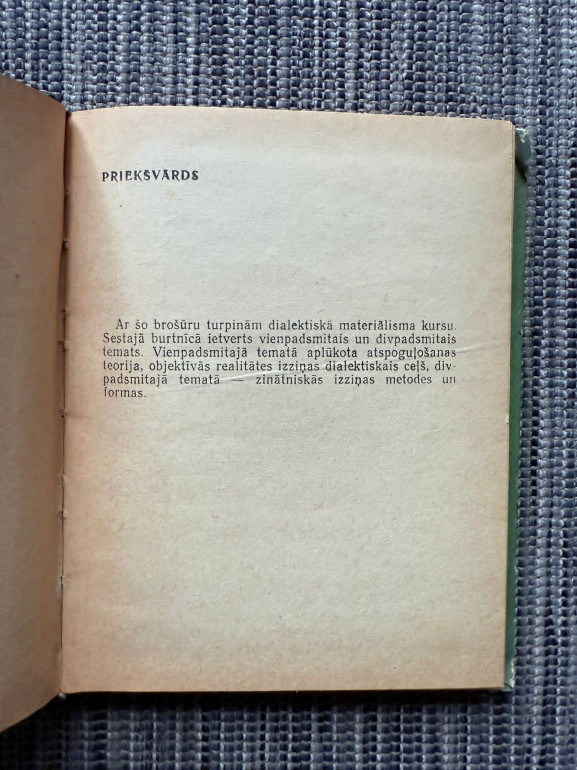 PRIEKŠVĀRDS
Ar šo brošūru turpinām dialektiskā materiālisma kursu.
Sestajā burtnīcā ietverts vienpadsmitais un divpadsmitais
temats. Vienpadsmitajā tematā aplūkota atspoguļošanas
teorija, objektīvās realitātes izziņas dialektiskais ceļš, div-
padsmitajā tematā — zinātniskās izziņas metodes un
formas.